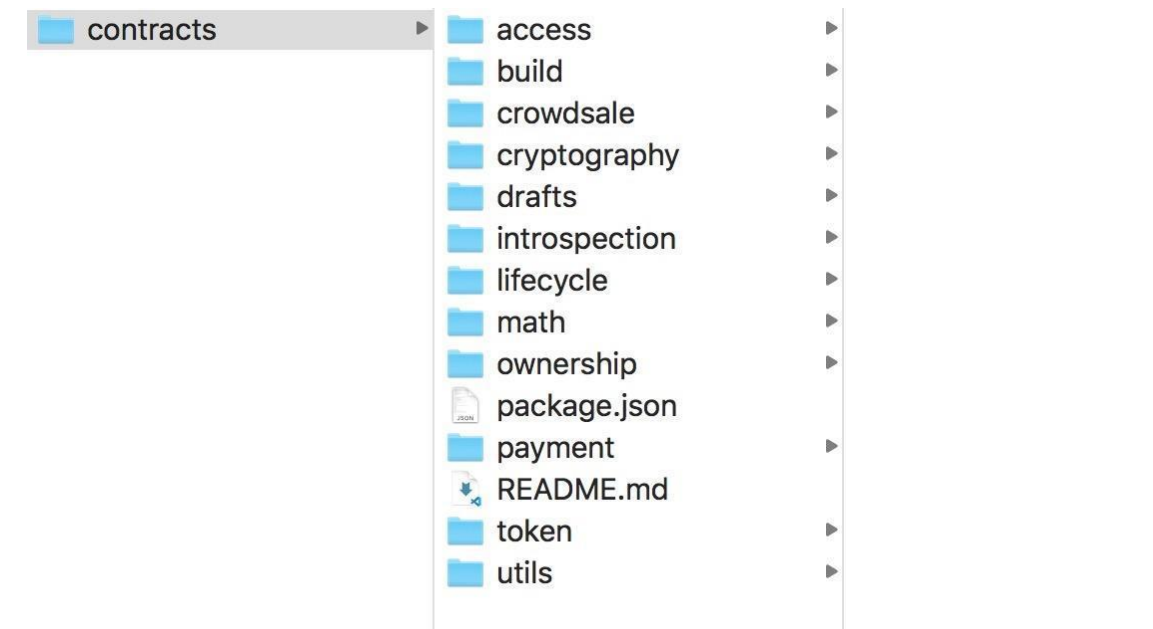 contracts
access
build
crowdsale
cryptography
drafts
introspection
lifecycle
math
ownership
JSON
package.json
payment
README.md
token
utils